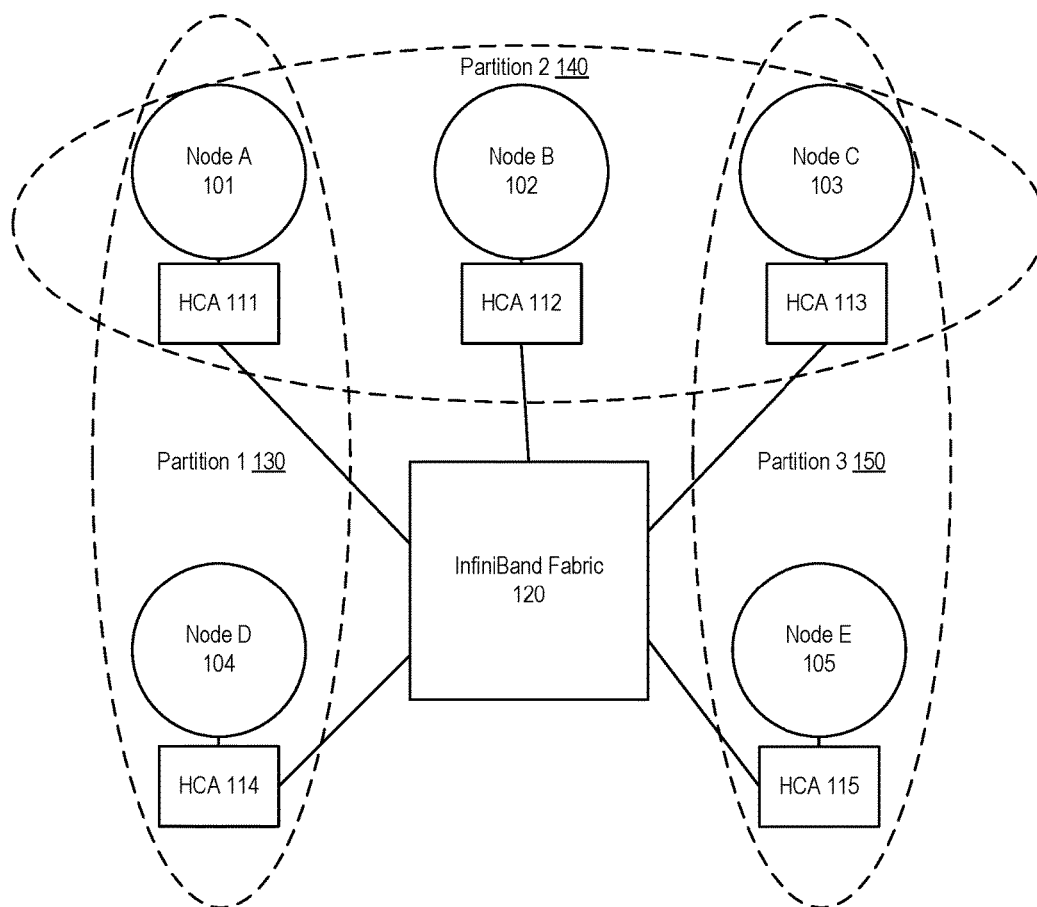 Partition 2 140
Node A
101
Node B
102
Node C
103
HCA 111
HCA 112
HCA 113
Partition 1 130
Partition 3 150
InfiniBand Fabric
120
Node D
104
Node E
105
HCA 114
HCA 115